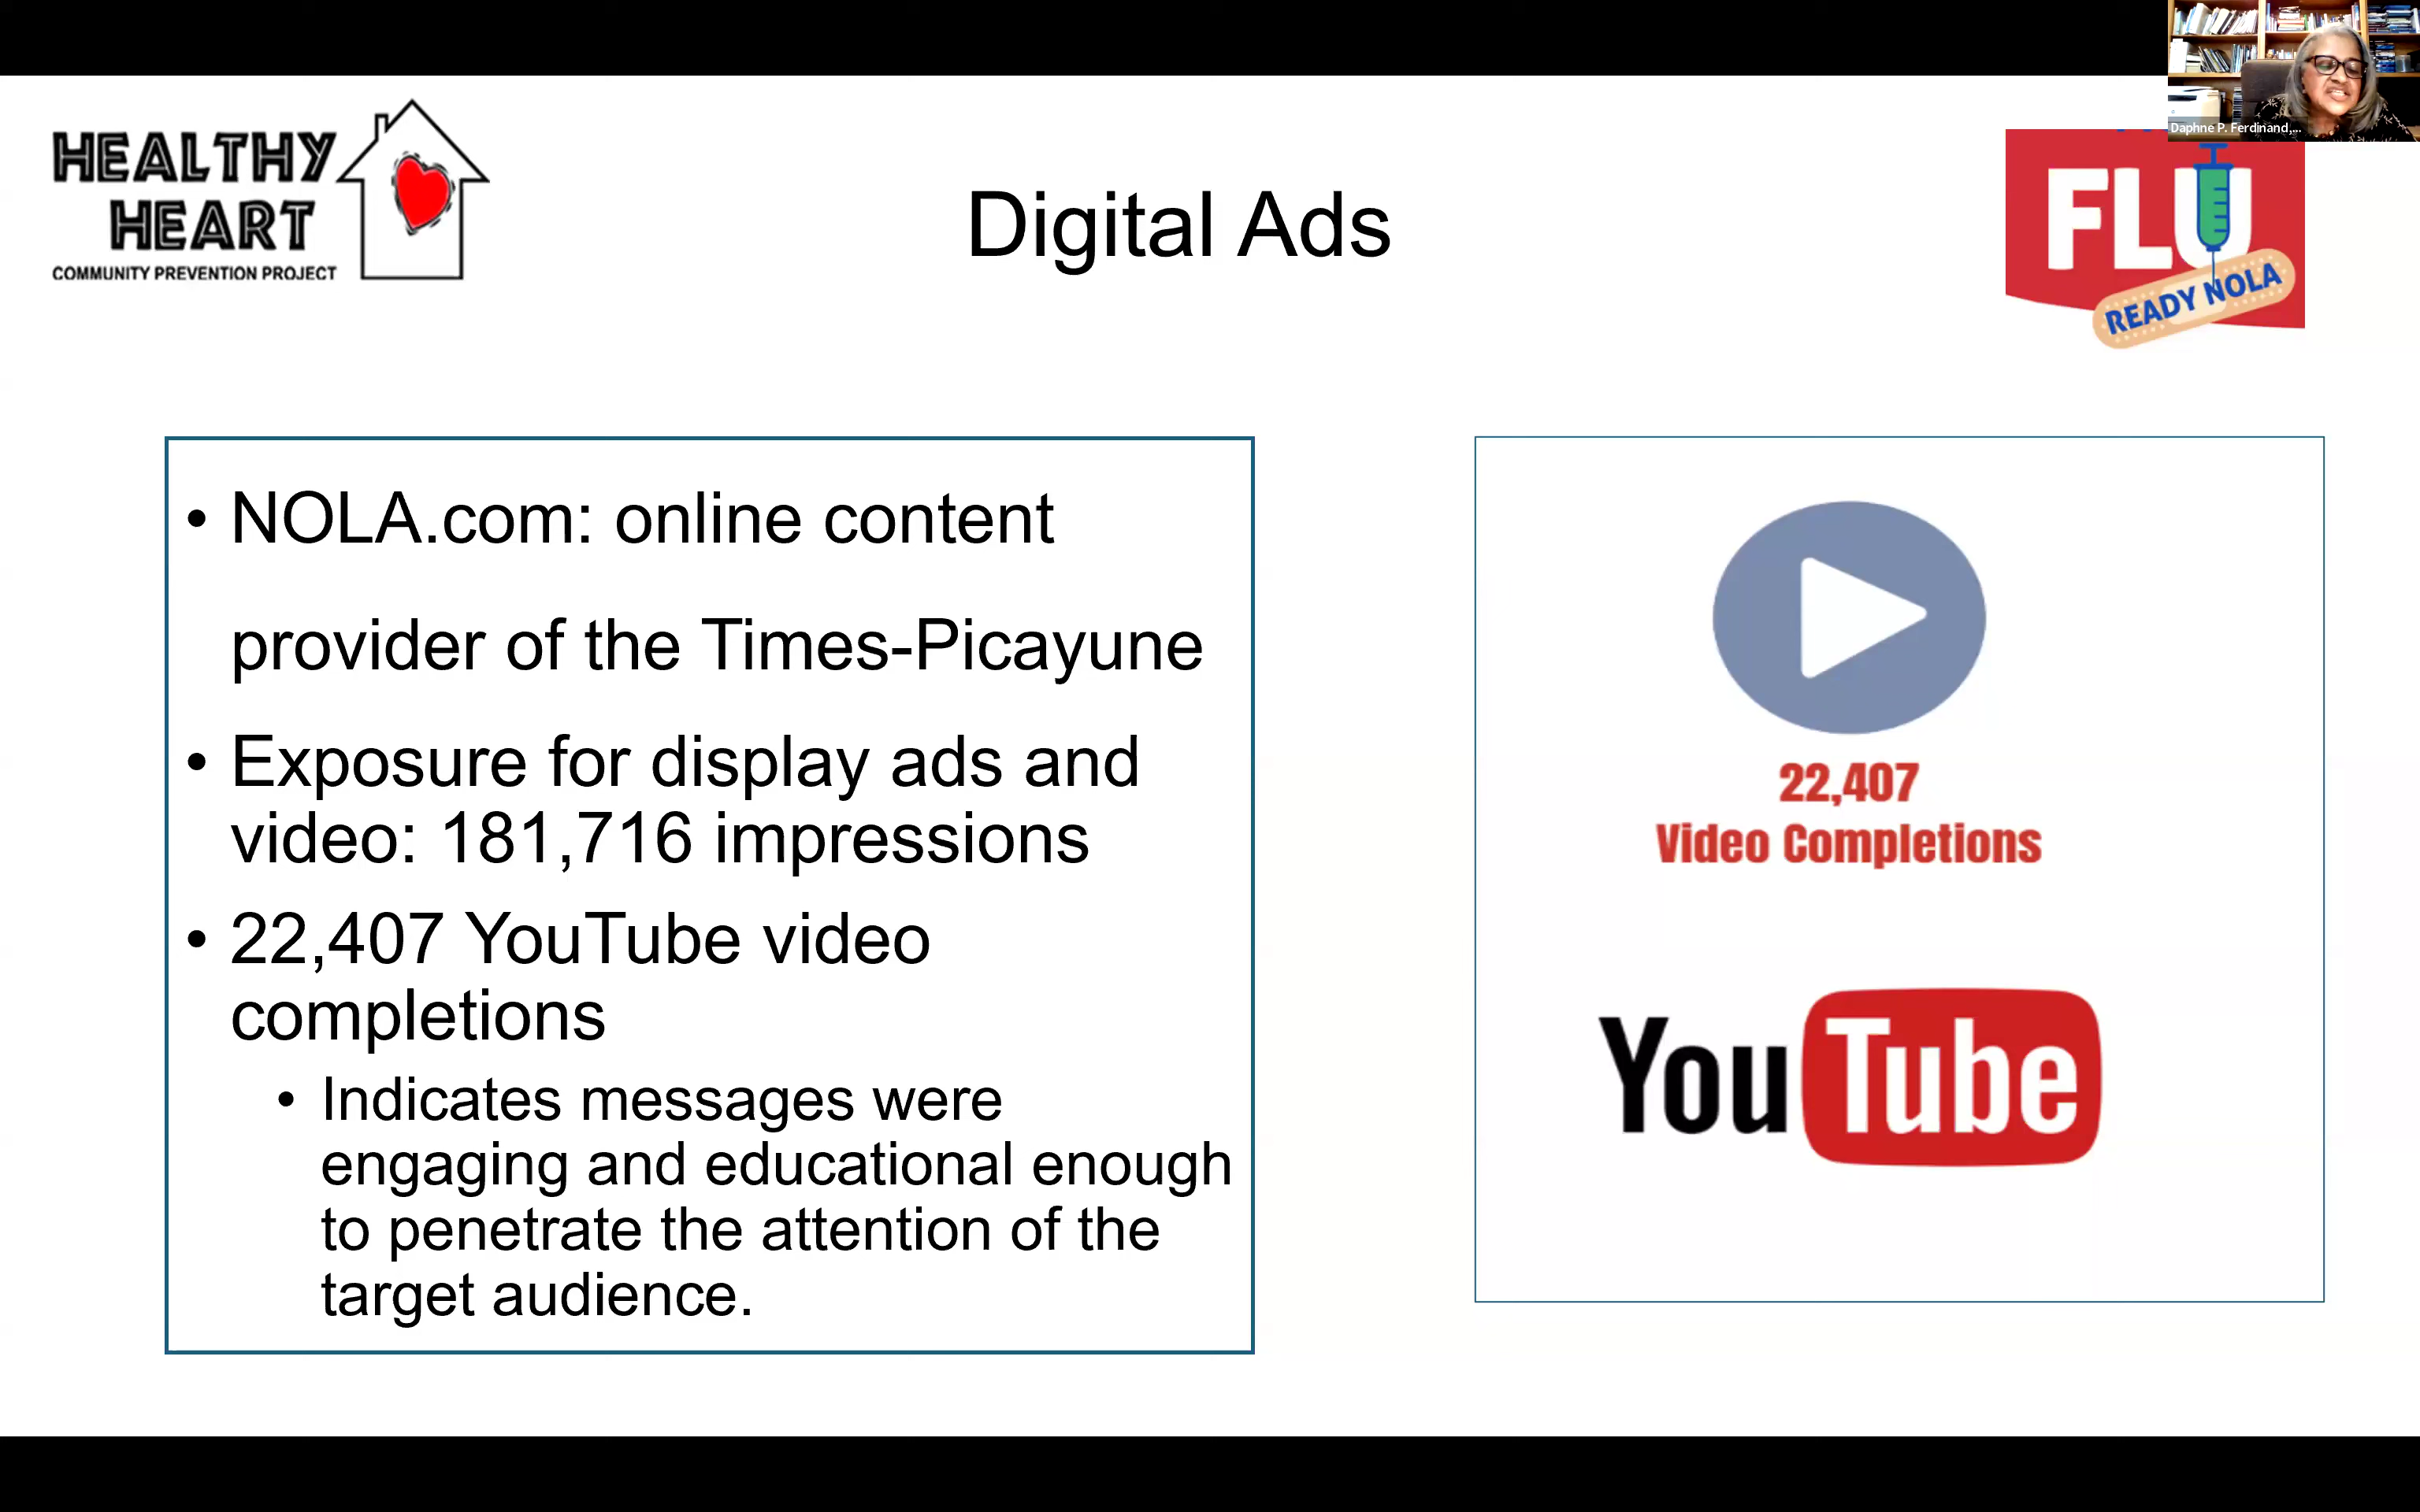 Daphne P. Ferdinand,...
HEALTHY
HEART
COMMUNITY PREVENTION PROJECT
Digital Ads
FLU
READY NOLA
• NOLA.com: online content
provider of the Times-Picayune
• Exposure for display ads and
video: 181,716 impressions
• 22,407 YouTube video
completions
• Indicates messages were
engaging and educational enough
to penetrate the attention of the
target audience.
22,407
Video Completions
YouTube